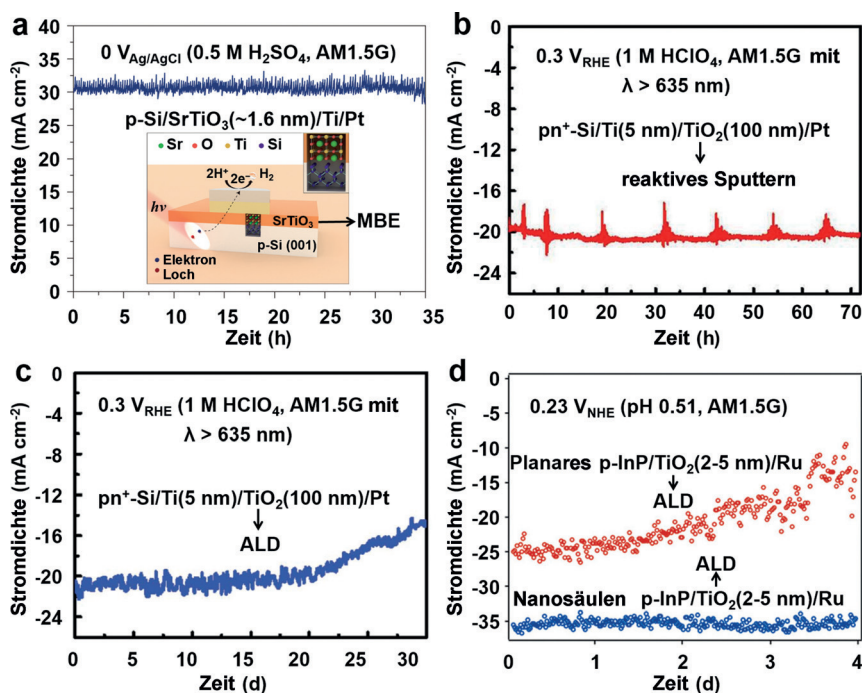 a
0 V_Ag/AgCl (0.5 M H₂SO₄, AM1.5G)
p-Si/SrTiO₃(~1.6 nm)/Ti/Pt
Sr O Ti Si
2H⁺ 2e⁻ H₂
hν
SrTiO₃ MBE
p-Si (001)
Elektron
Loch
Stromdichte (mA cm⁻²)
40
30
20
10
0
0 5 10 15 20 25 30 35
Zeit (h)
b
0.3 V_RHE (1 M HClO₄, AM1.5G mit
λ > 635 nm)
pn⁺-Si/Ti(5 nm)/TiO₂(100 nm)/Pt
reaktives Sputtern
Stromdichte (mA cm⁻²)
0
-4
-8
-12
-16
-20
-24
0 10 20 30 40 50 60 70
Zeit (h)
c
0.3 V_RHE (1 M HClO₄, AM1.5G mit
λ > 635 nm)
pn⁺-Si/Ti(5 nm)/TiO₂(100 nm)/Pt
ALD
Stromdichte (mA cm⁻²)
0
-4
-8
-12
-16
-20
-24
0 5 10 15 20 25 30
Zeit (d)
d
0.23 V_NHE (pH 0.51, AM1.5G)
Planares p-InP/TiO₂(2-5 nm)/Ru
ALD
ALD
Nanosäulen p-InP/TiO₂(2-5 nm)/Ru
Stromdichte (mA cm⁻²)
0
-5
-10
-15
-20
-25
-30
-35
0 1 2 3 4
Zeit (d)